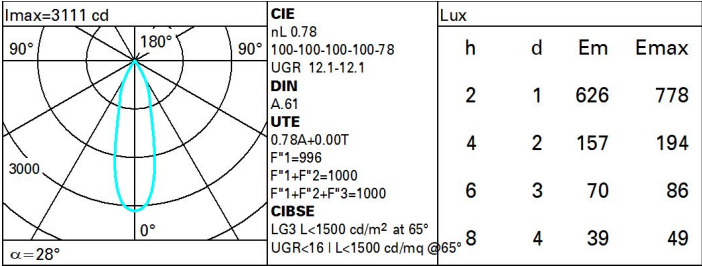 Imax=3111 cd
90°
180°
90°
3000
0°
α=28°
CIE
nL 0.78
100-100-100-100-78
UGR 12.1-12.1
DIN
A.61
UTE
0.78A+0.00T
F"1=996
F"1+F"2=1000
F"1+F"2+F"3=1000
CIBSE
LG3 L<1500 cd/m² at 65°
UGR<16 | L<1500 cd/mq @65°
Lux
h d Em Emax
2 1 626 778
4 2 157 194
6 3 70 86
8 4 39 49